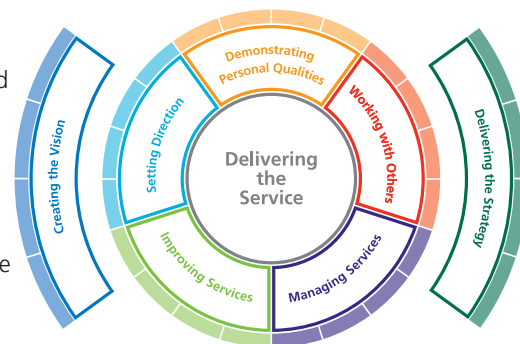 Demonstrating
Personal Qualities
Working with Others
Managing Services
Improving Services
Setting Direction
Delivering
the
Service
Creating the Vision
Delivering the Strategy